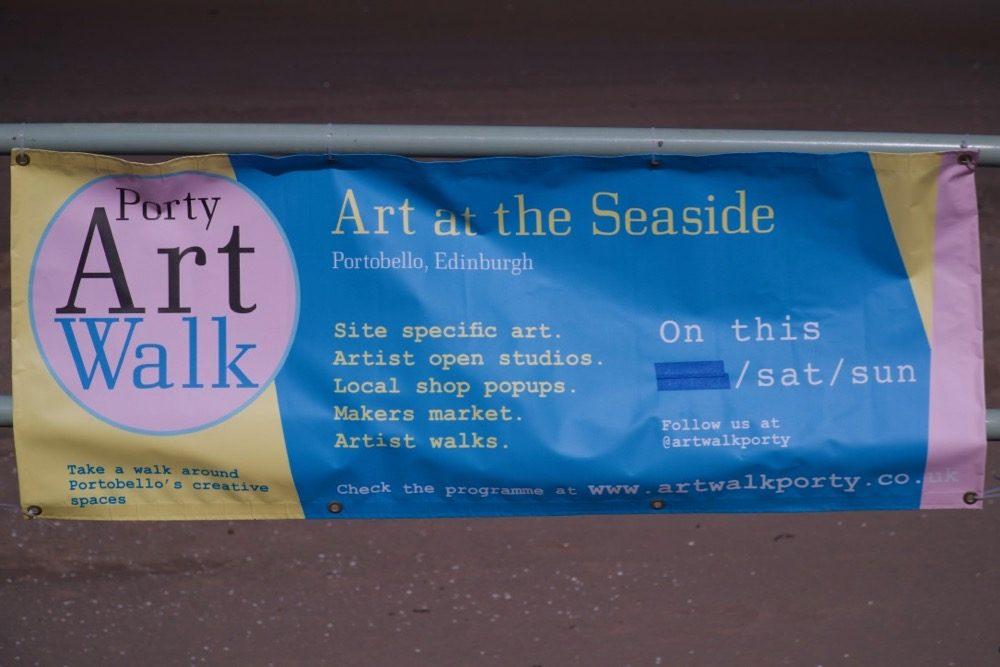 Porty
Art
Walk
Take a walk around
Portobello's creative
spaces
Art at the Seaside
Portobello, Edinburgh
Site specific art.
Artist open studios.
Local shop popups.
Makers market.
Artist walks.
On this
/sat/sun
Follow us at
@artwalkporty
Check the programme at www.artwalkporty.co.uk